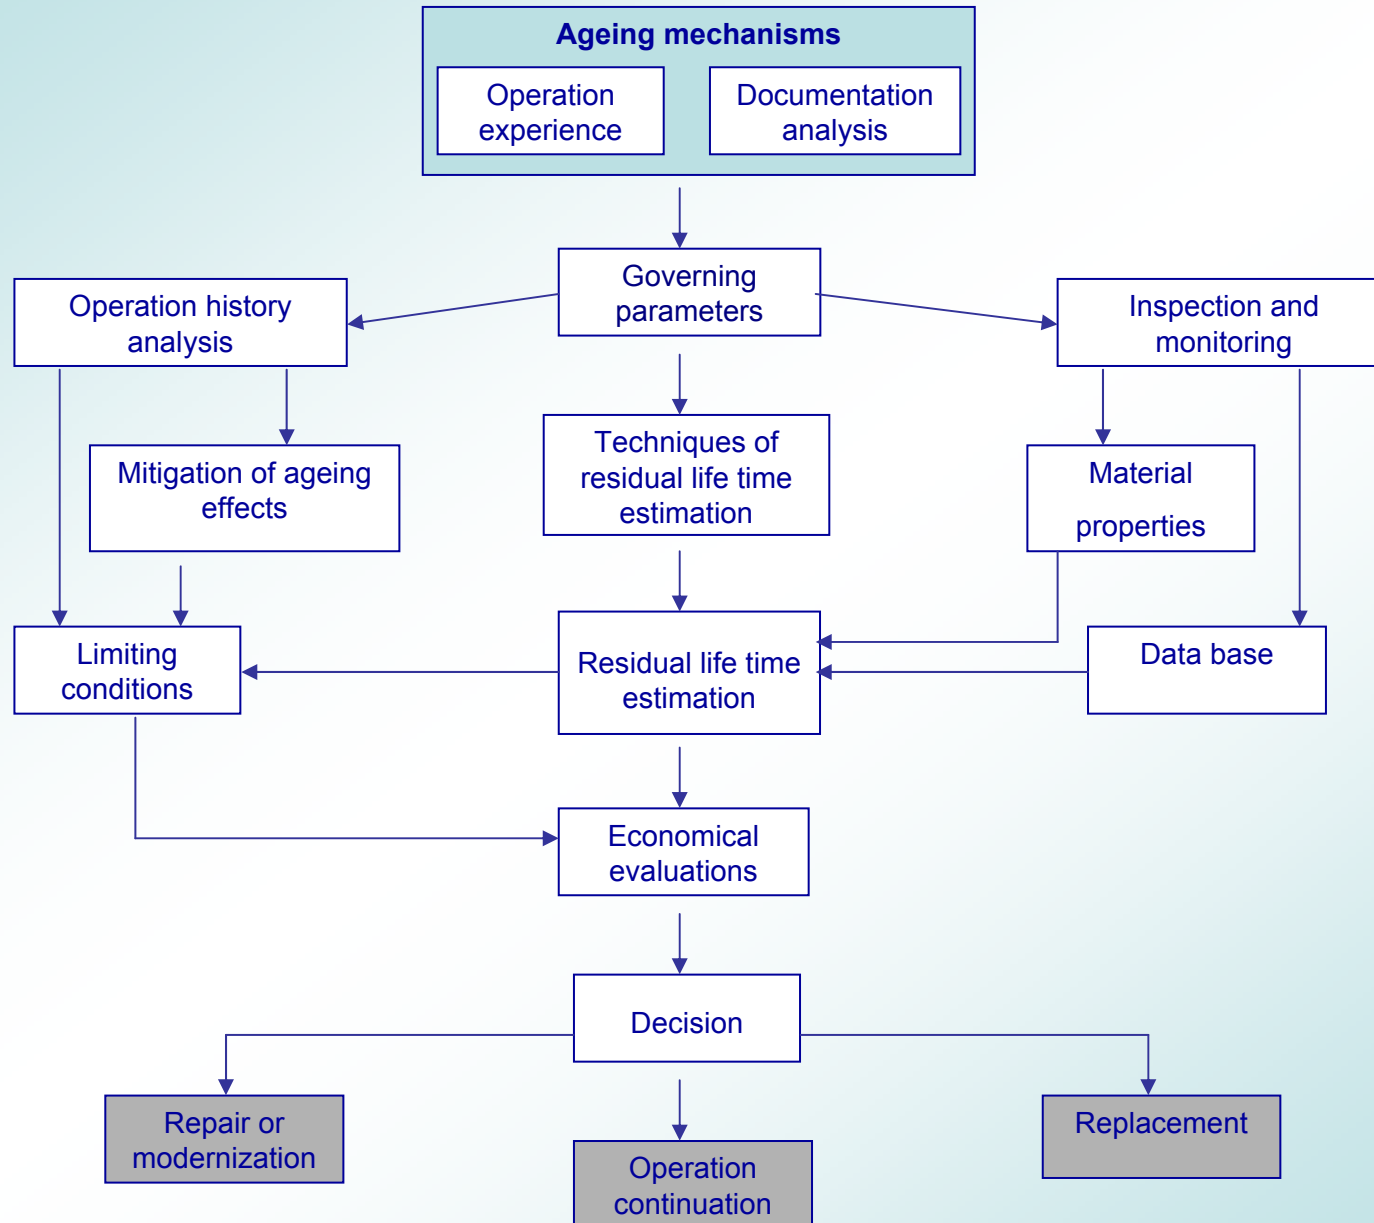 Ageing mechanisms
Operation
experience
Documentation
analysis
Governing
parameters
Operation history
analysis
Inspection and
monitoring
Mitigation of ageing
effects
Techniques of
residual life time
estimation
Material
properties
Limiting
conditions
Residual life time
estimation
Data base
Economical
evaluations
Decision
Repair or
modernization
Operation
continuation
Replacement